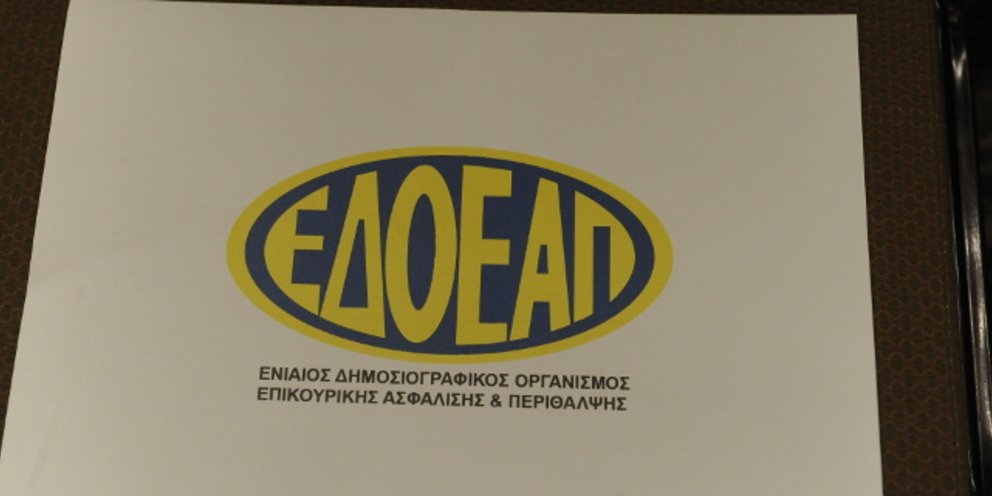 ΕΔΟΕΑΠ
ΕΝΙΑΙΟΣ ΔΗΜΟΣΙΟΓΡΑΦΙΚΟΣ ΟΡΓΑΝΙΣΜΟΣ
ΕΠΙΚΟΥΡΙΚΗΣ ΑΣΦΑΛΙΣΗΣ & ΠΕΡΙΘΑΛΨΗΣ